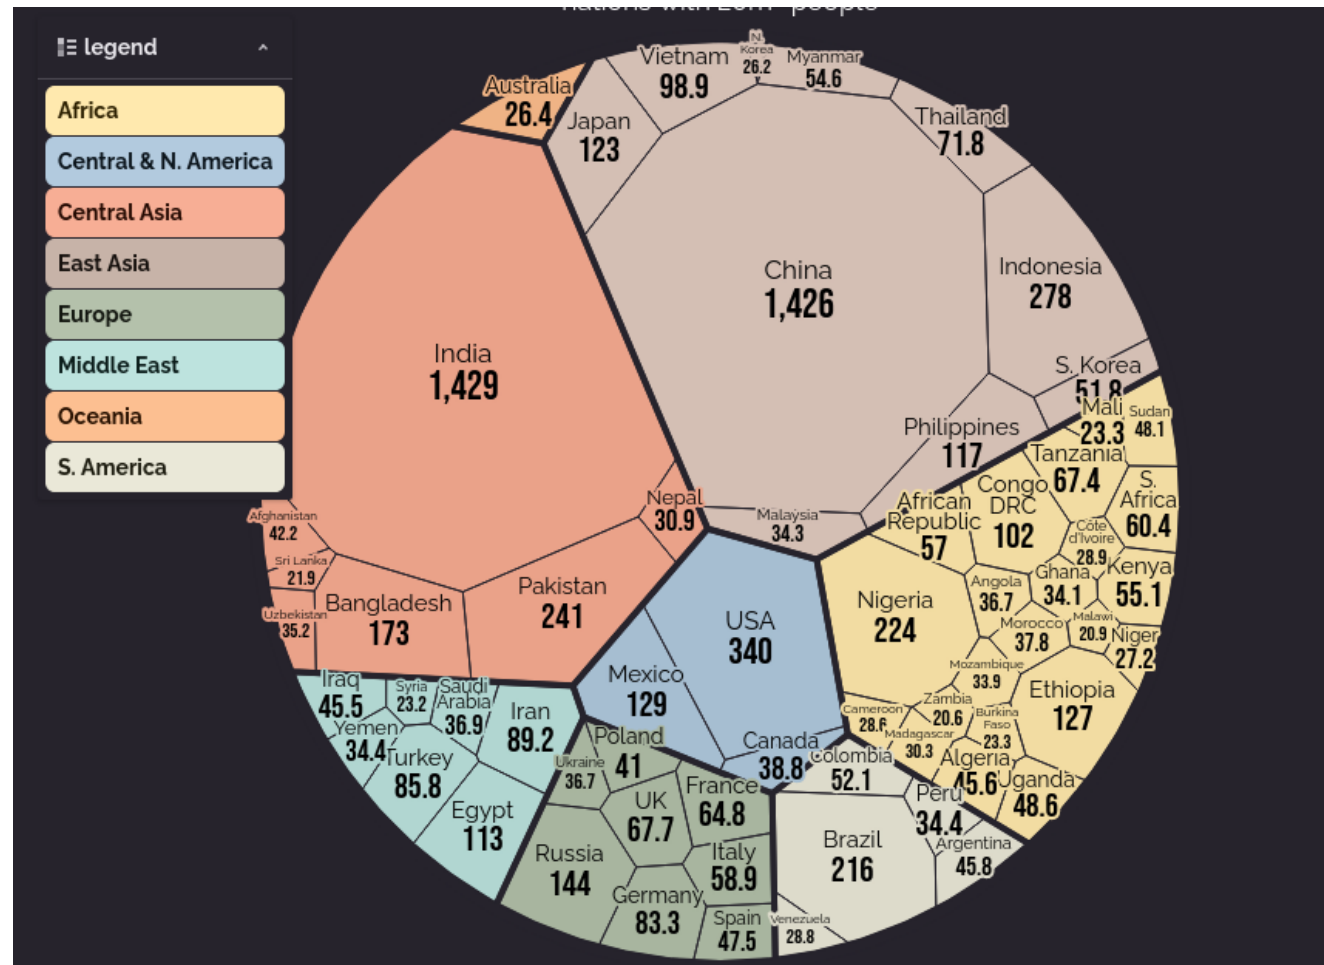 nations with 20m+ people
legend
Africa
Central & N. America
Central Asia
East Asia
Europe
Middle East
Oceania
S. America
Australia
26.4
Japan
123
Vietnam
98.9
N.
Korea
26.2
Myanmar
54.6
Thailand
71.8
China
1,426
Indonesia
278
S. Korea
51.8
Philippines
117
Malaysia
34.3
India
1,429
Nepal
30.9
Afghanistan
42.2
Sri Lanka
21.9
Uzbekistan
35.2
Bangladesh
173
Pakistan
241
USA
340
Mexico
129
Canada
38.8
Mali
23.3
Sudan
48.1
Tanzania
67.4
Congo
DRC
102
African
Republic
57
S.
Africa
60.4
Côte
d'Ivoire
28.9
Kenya
55.1
Ghana
34.1
Angola
36.7
Nigeria
224
Morocco
37.8
Malawi
20.9
Niger
27.2
Mozambique
33.9
Ethiopia
127
Zambia
20.6
Cameroon
28.6
Burkina
Faso
23.3
Madagascar
30.3
Algeria
45.6
Uganda
48.6
Iraq
45.5
Syria
23.2
Saudi
Arabia
36.9
Iran
89.2
Yemen
34.4
Turkey
85.8
Egypt
113
Poland
41
Ukraine
36.7
UK
67.7
France
64.8
Russia
144
Italy
58.9
Germany
83.3
Spain
47.5
Colombia
52.1
Peru
34.4
Brazil
216
Argentina
45.8
Venezuela
28.8